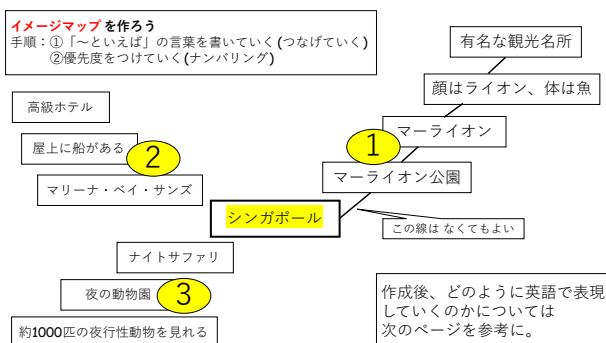 イメージマップを作ろう
手順：①「～といえば」の言葉を書いていく(つなげていく)
②優先度をつけていく(ナンバリング)
有名な観光名所
顔はライオン、体は魚
マーライオン
1
マーライオン公園
高級ホテル
屋上に船がある
2
マリーナ・ベイ・サンズ
シンガポール
この線は なくてもよい
ナイトサファリ
夜の動物園
3
約1000匹の夜行性動物を見れる
作成後、どのように英語で表現
していくのかについては
次のページを参考に。